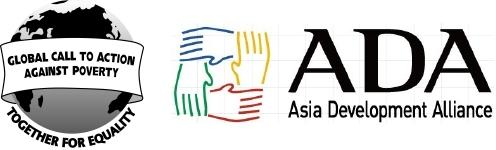 GLOBAL CALL TO ACTION
AGAINST POVERTY
TOGETHER FOR EQUALITY
ADA
Asia Development Alliance